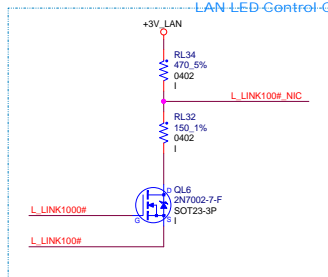 LAN LED Control C
+3V_LAN
RL34
470_5%
0402
I
L_LINK100#_NIC
RL32
150_1%
0402
I
D
QL6
2N7002-7-F
SOT23-3P
I
L_LINK1000#
G
S
L_LINK100#